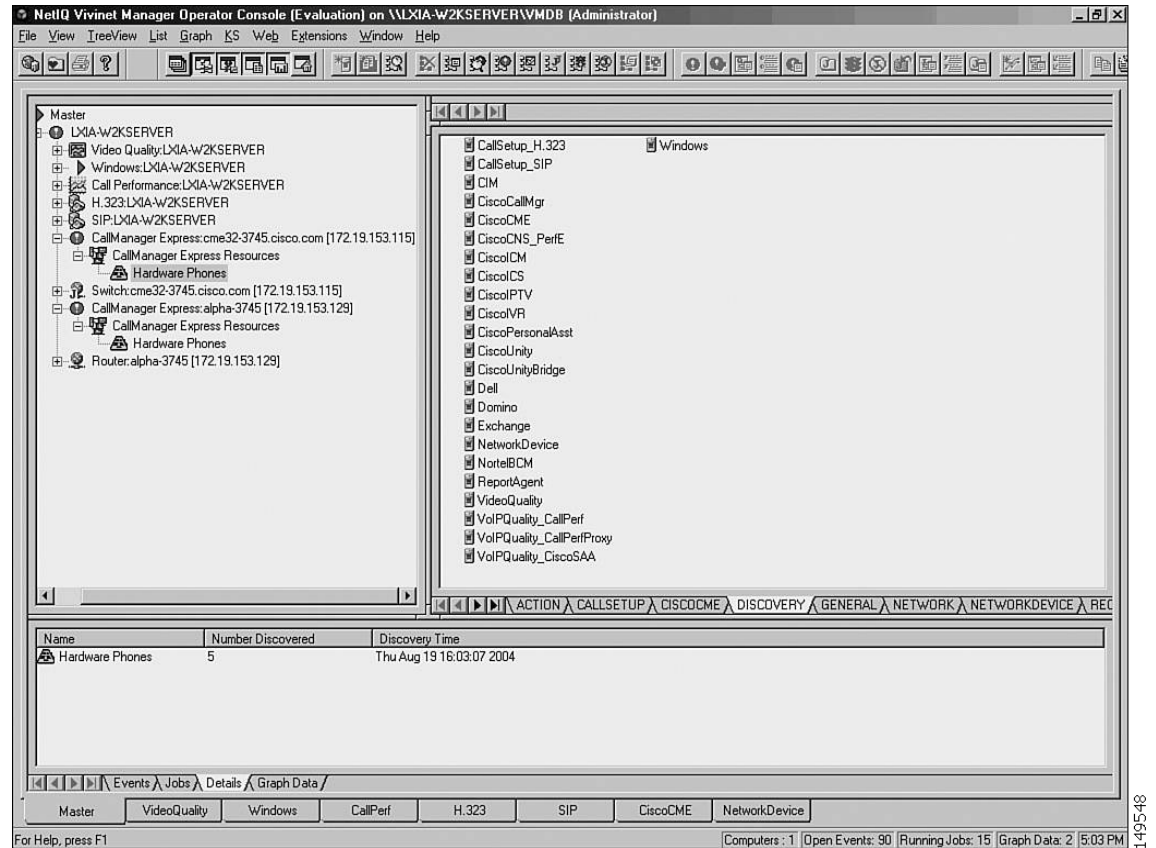 NetIQ Vivinet Manager Operator Console (Evaluation) on \\LXIA-W2KSERVER\VMDB (Administrator)
File View TreeView List Graph KS Web Extensions Window Help
Master
LXIA-W2KSERVER
Video Quality:LXIA-W2KSERVER
Windows:LXIA-W2KSERVER
Call Performance:LXIA-W2KSERVER
H.323:LXIA-W2KSERVER
SIP:LXIA-W2KSERVER
CallManager Express:cme32-3745.cisco.com [172.19.153.115]
CallManager Express Resources
Hardware Phones
Switch:cme32-3745.cisco.com [172.19.153.115]
CallManager Express:alpha-3745 [172.19.153.129]
CallManager Express Resources
Hardware Phones
Router:alpha-3745 [172.19.153.129]
CallSetup_H.323
CallSetup_SIP
CIM
CiscoCallMgr
CiscoCME
CiscoCNS_PerfE
CiscoICM
CiscoICS
CiscoIPTV
CiscoIVR
CiscoPersonalAsst
CiscoUnity
CiscoUnityBridge
Dell
Domino
Exchange
NetworkDevice
NortelBCM
ReportAgent
VideoQuality
VoIPQuality_CallPerf
VoIPQuality_CallPerfProxy
VoIPQuality_CiscoSAA
Windows
ACTION CALLSETUP CISCOCME DISCOVERY GENERAL NETWORK NETWORKDEVICE REC
Name Number Discovered Discovery Time
Hardware Phones 5 Thu Aug 19 16:03:07 2004
Events Jobs Details Graph Data
Master VideoQuality Windows CallPerf H.323 SIP CiscoCME NetworkDevice
For Help, press F1
Computers : 1 Open Events: 90 Running Jobs: 15 Graph Data: 2 5:03 PM
149548